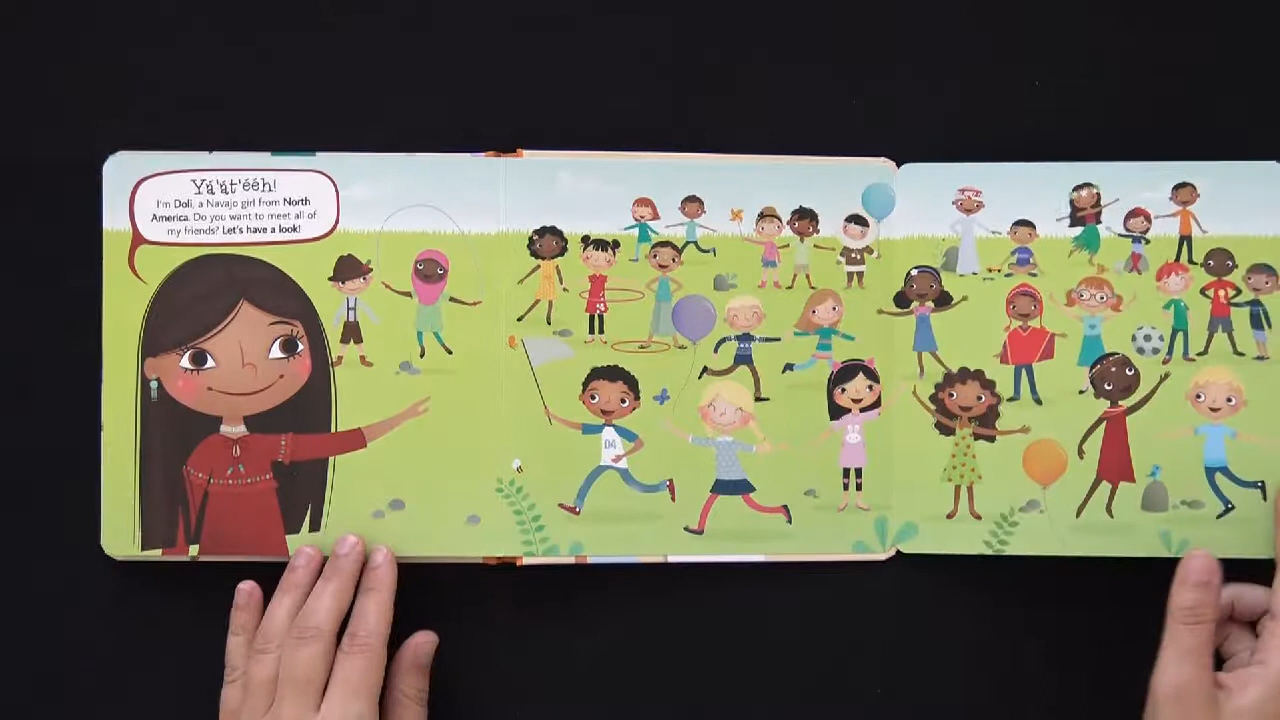 Yá'át'ééh!
I'm Doli, a Navajo girl from North
America. Do you want to meet all of
my friends? Let's have a look!
04